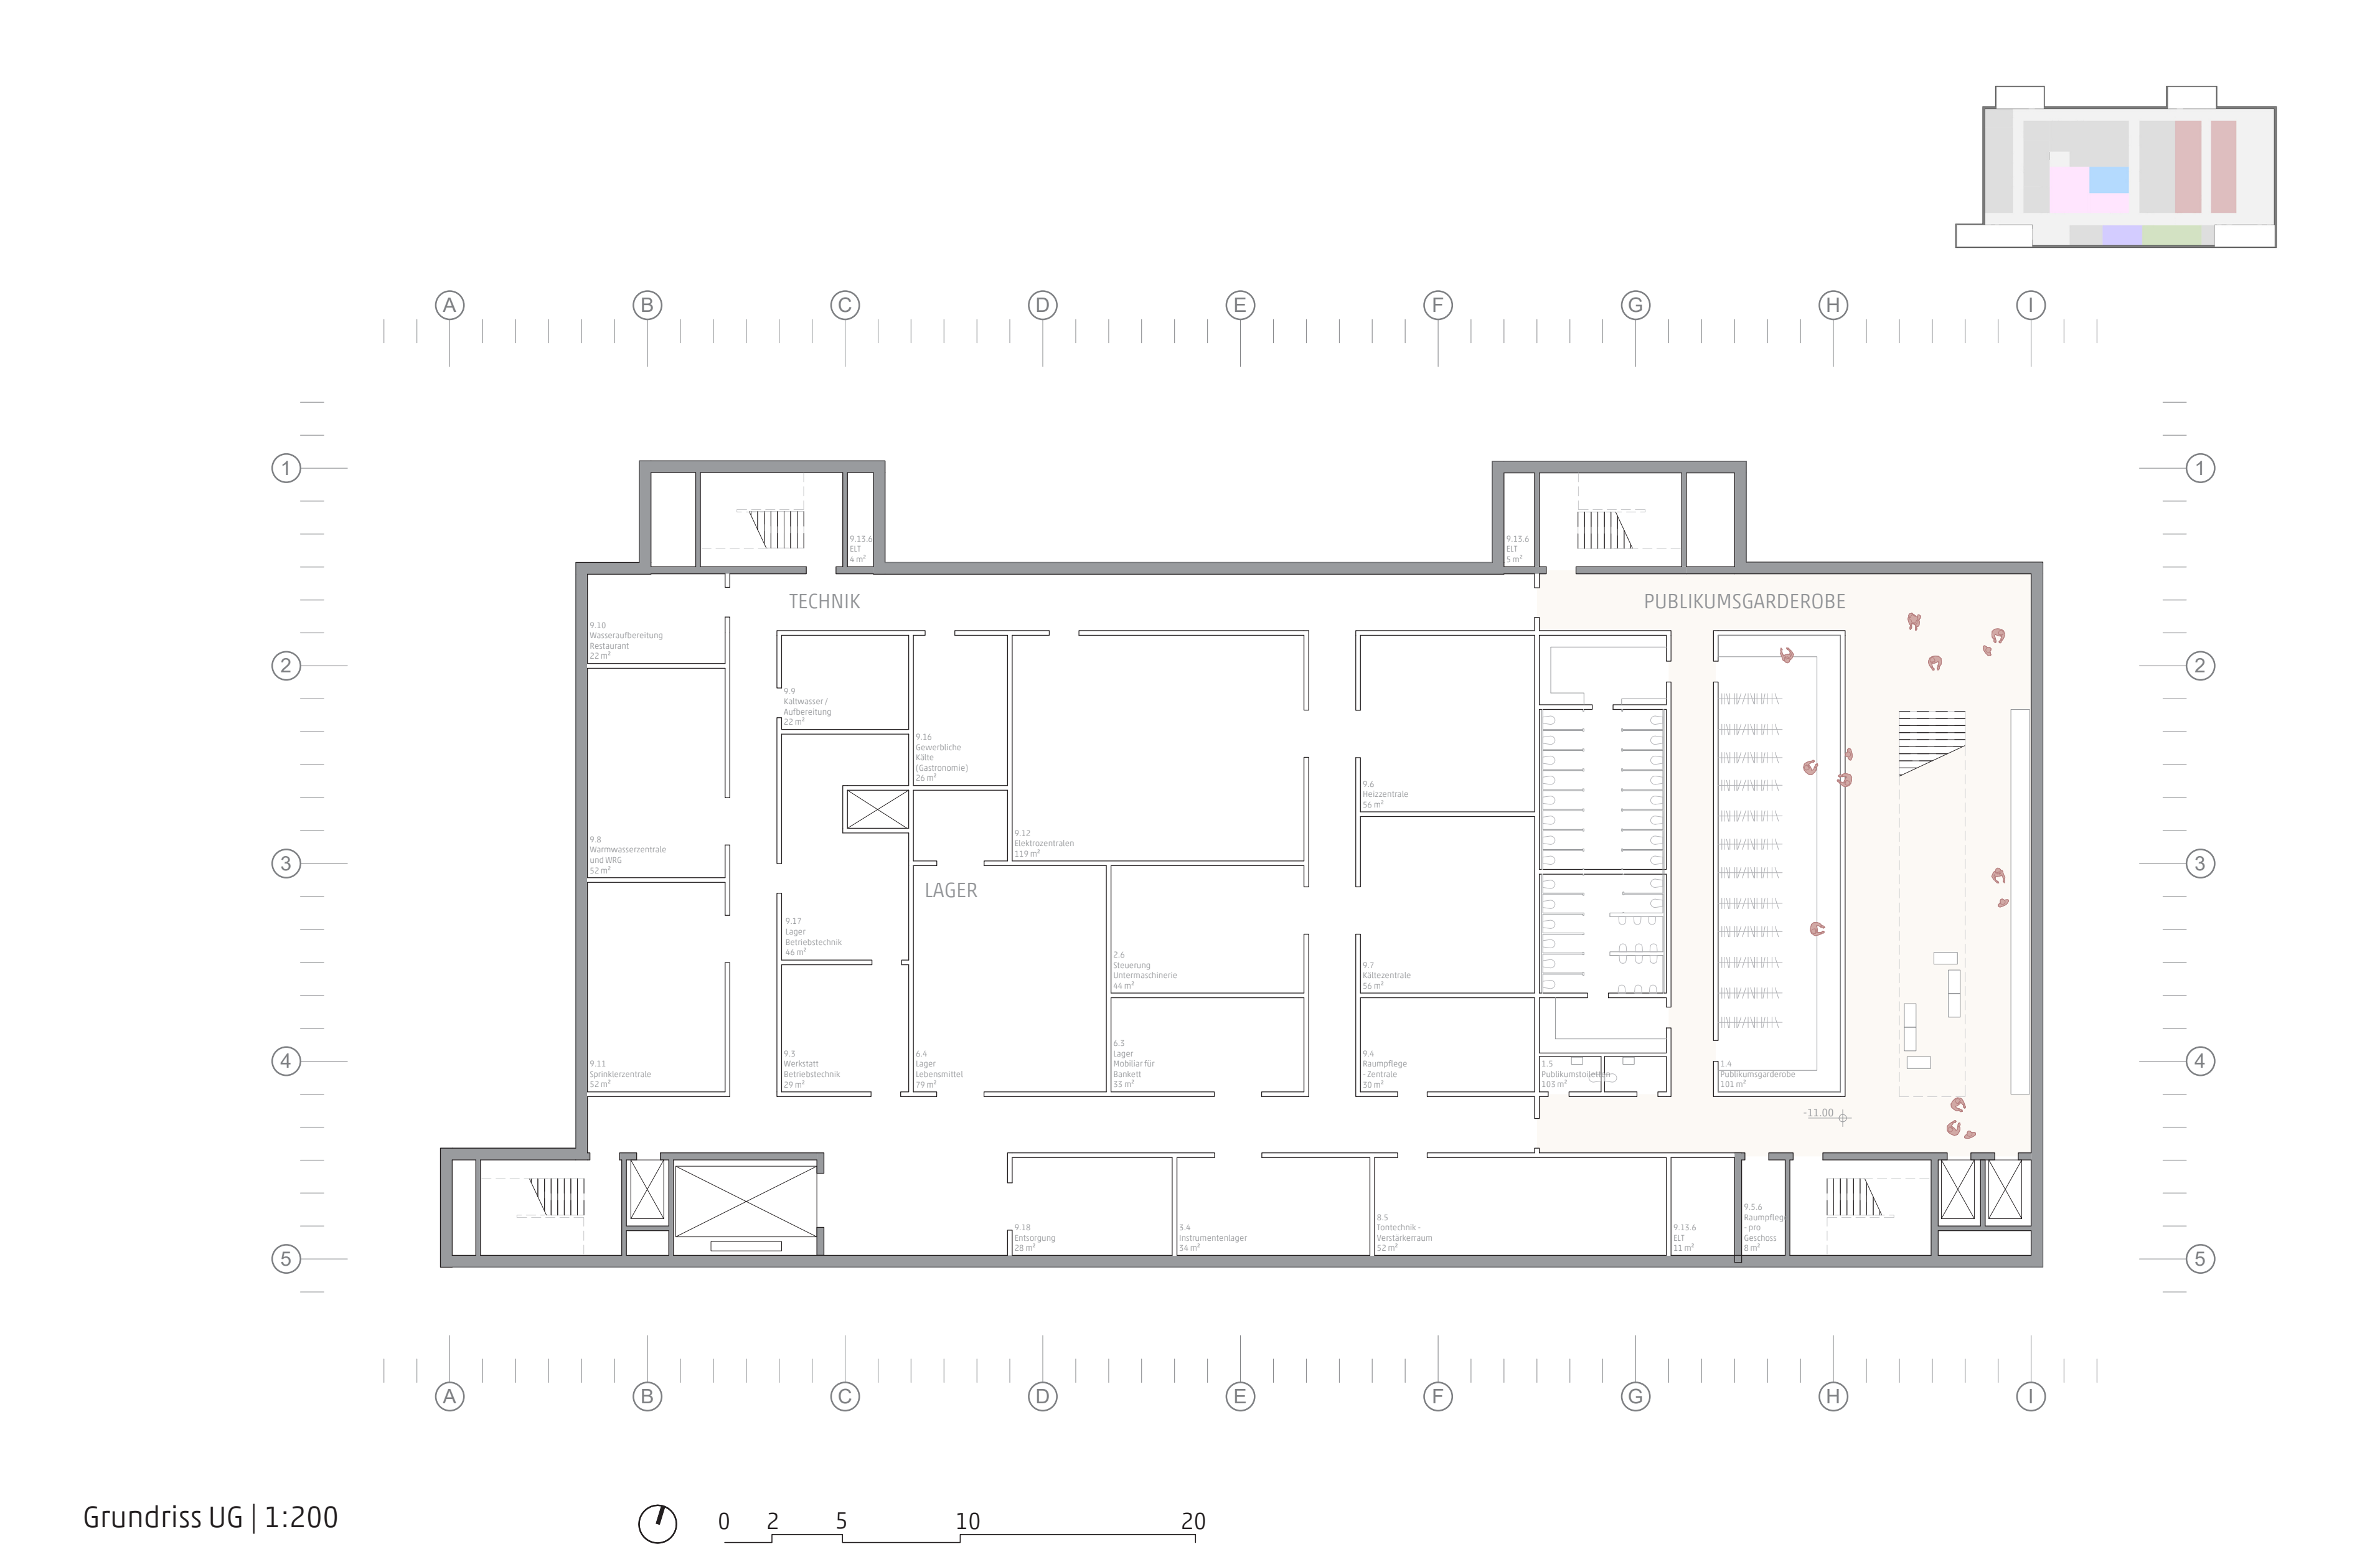 A B C D E F G H I
1 1
9.13.6
ELT
4 m²
9.13.6
ELT
5 m²
TECHNIK
PUBLIKUMSGARDEROBE
9.10
Wasseraufbereitung
Restaurant
22 m²
2 2
9.9
Kaltwasser /
Aufbereitung
22 m²
9.16
Gewerbliche
Kälte
(Gastronomie)
26 m²
9.6
Heizzentrale
56 m²
9.8
Warmwasserzentrale
und WRG
52 m²
9.12
Elektrozentralen
119 m²
3 3
LAGER
9.17
Lager
Betriebstechnik
46 m²
2.6
Steuerung
Untermaschinerie
44 m²
9.7
Kältezentrale
56 m²
4 4
9.11
Sprinklerzentrale
52 m²
9.3
Werkstatt
Betriebstechnik
29 m²
6.4
Lager
Lebensmittel
79 m²
6.3
Lager
Mobiliar für
Bankett
33 m²
9.4
Raumpflege
- Zentrale
30 m²
1.5
Publikumstoiletten
103 m²
1.4
Publikumsgarderobe
101 m²
-11.00
9.18
Entsorgung
28 m²
3.4
Instrumentenlager
34 m²
8.5
Tontechnik -
Verstärkerraum
52 m²
9.13.6
ELT
11 m²
9.5.6
Raumpflege
- pro
Geschoss
8 m²
5 5
A B C D E F G H I
Grundriss UG | 1:200
0 2 5 10 20